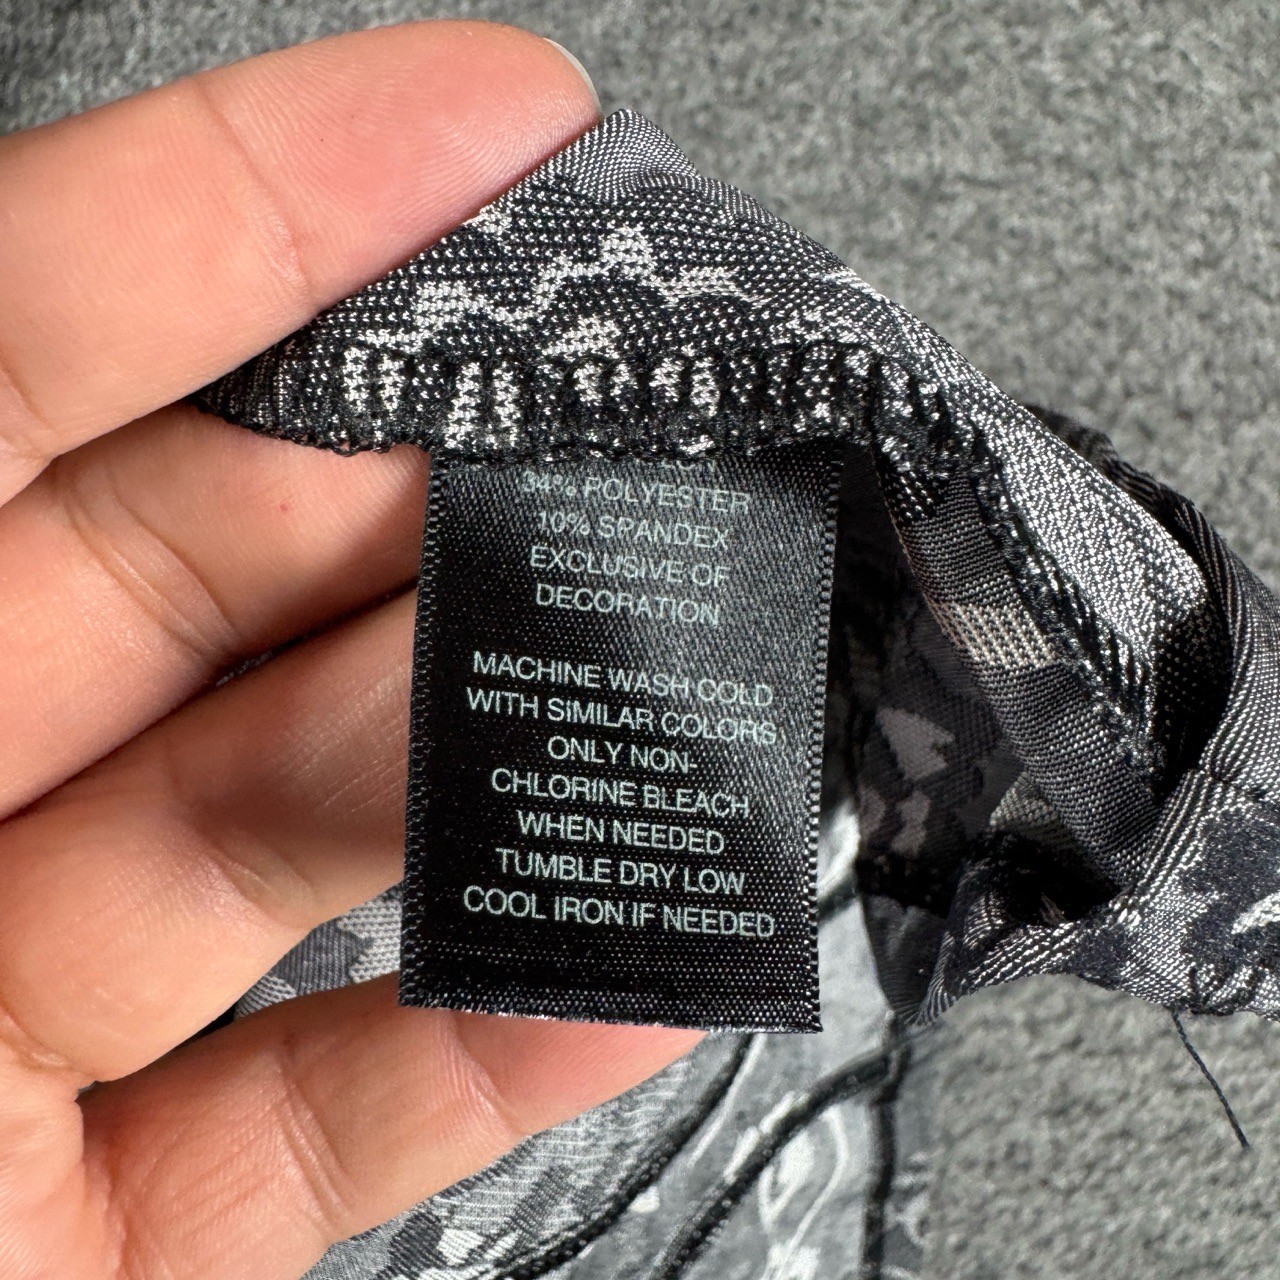 34% POLYESTER
10% SPANDEX
EXCLUSIVE OF
DECORATION
MACHINE WASH COLD
WITH SIMILAR COLORS
ONLY NON-
CHLORINE BLEACH
WHEN NEEDED
TUMBLE DRY LOW
COOL IRON IF NEEDED